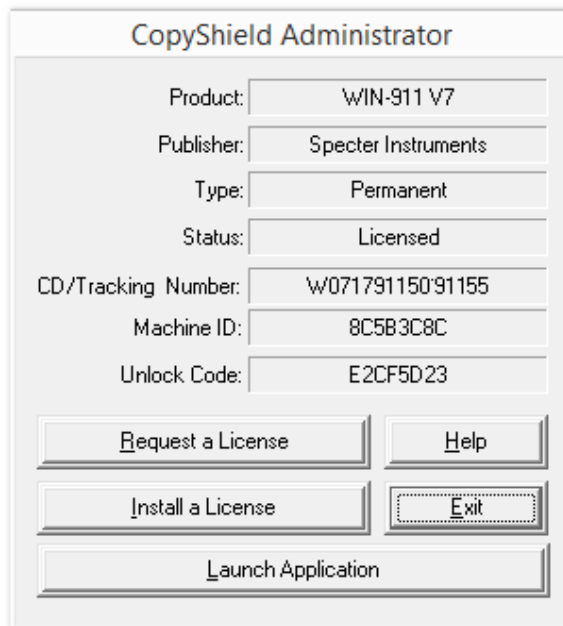 CopyShield Administrator
Product: WIN-911 V7
Publisher: Specter Instruments
Type: Permanent
Status: Licensed
CD/Tracking Number: W071791150'91155
Machine ID: 8C5B3C8C
Unlock Code: E2CF5D23
Request a License Help
Install a License Exit
Launch Application